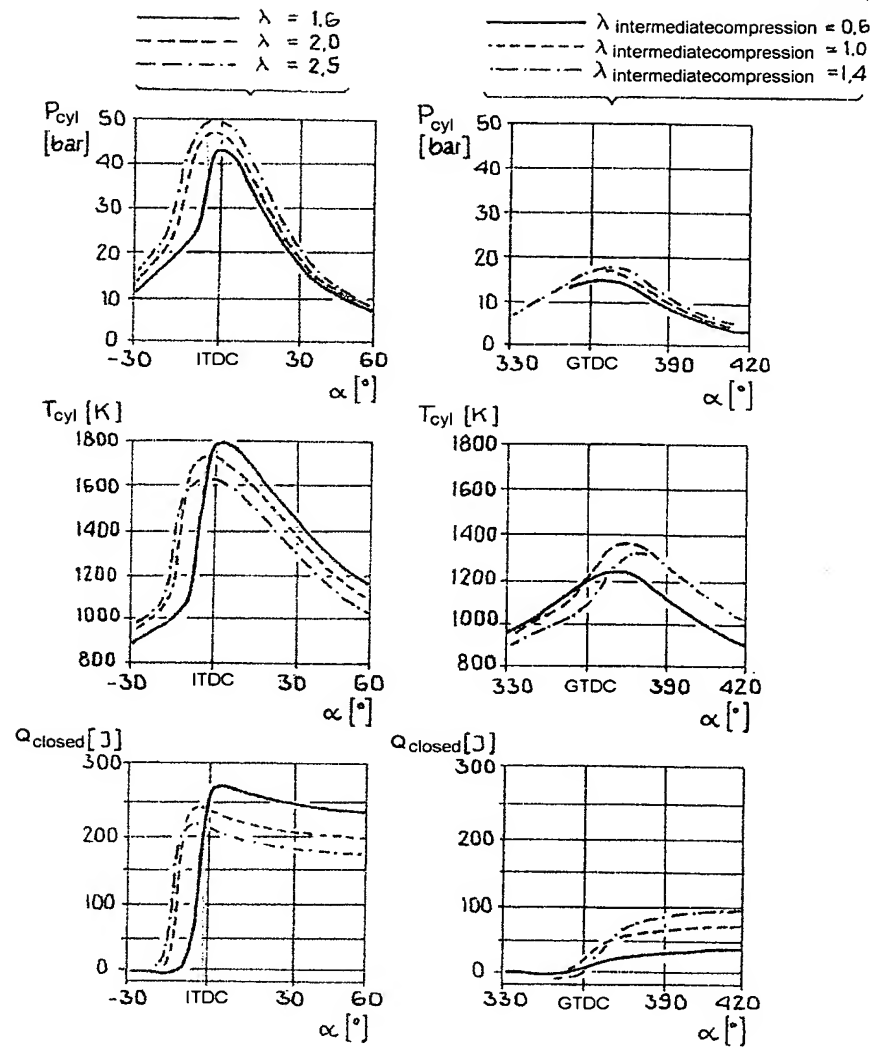 λ = 1.6
λ = 2,0
λ = 2,5
λ intermediatecompression = 0,6
λ intermediatecompression = 1.0
λ intermediatecompression = 1,4
Pcyl
[bar]
50
40
30
20
10
0
-30
ITDC
30
60
α [°]
Pcyl
[bar]
50
40
30
20
10
0
330
GTDC
390
420
α [°]
Tcyl [K]
1800
1600
1400
1200
1000
800
-30
ITDC
30
60
α [°]
Tcyl [K]
1800
1600
1400
1200
1000
800
330
GTDC
390
420
α [°]
Qclosed [J]
300
200
100
0
-30
ITDC
30
60
α [°]
Qclosed [J]
300
200
100
0
330
GTDC
390
420
α [°]